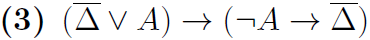 (3) (Δ̅ ∨ A) → (¬A → Δ̅)